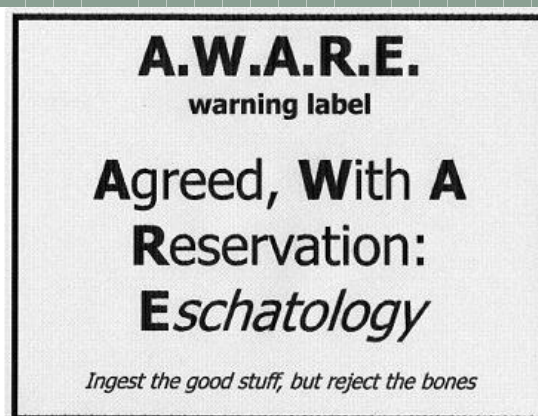 A.W.A.R.E.
warning label
Agreed, With A
Reservation:
Eschatology
Ingest the good stuff, but reject the bones